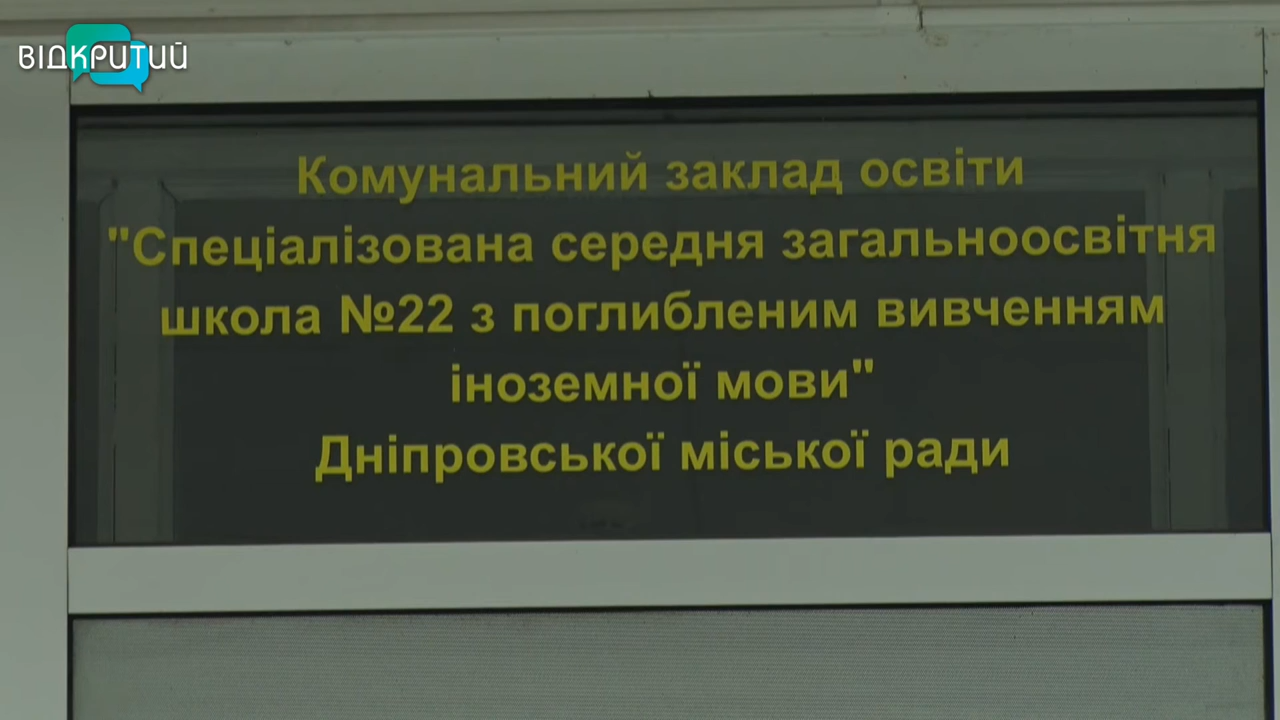 ВІДКРИТИЙ
Комунальний заклад освіти
"Спеціалізована середня загальноосвітня
школа №22 з поглибленим вивченням
іноземної мови"
Дніпровської міської ради